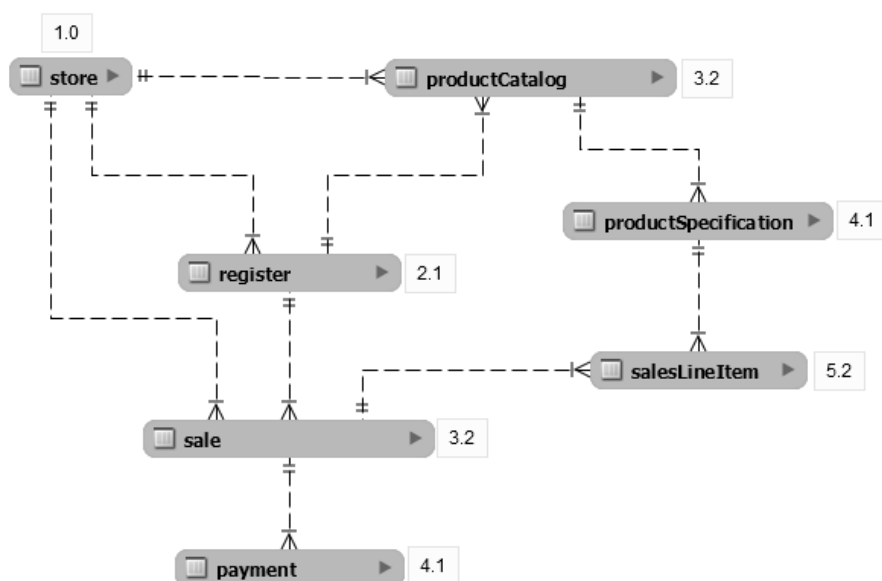 1.0
store
productCatalog
3.2
productSpecification
4.1
register
2.1
salesLineItem
5.2
sale
3.2
payment
4.1